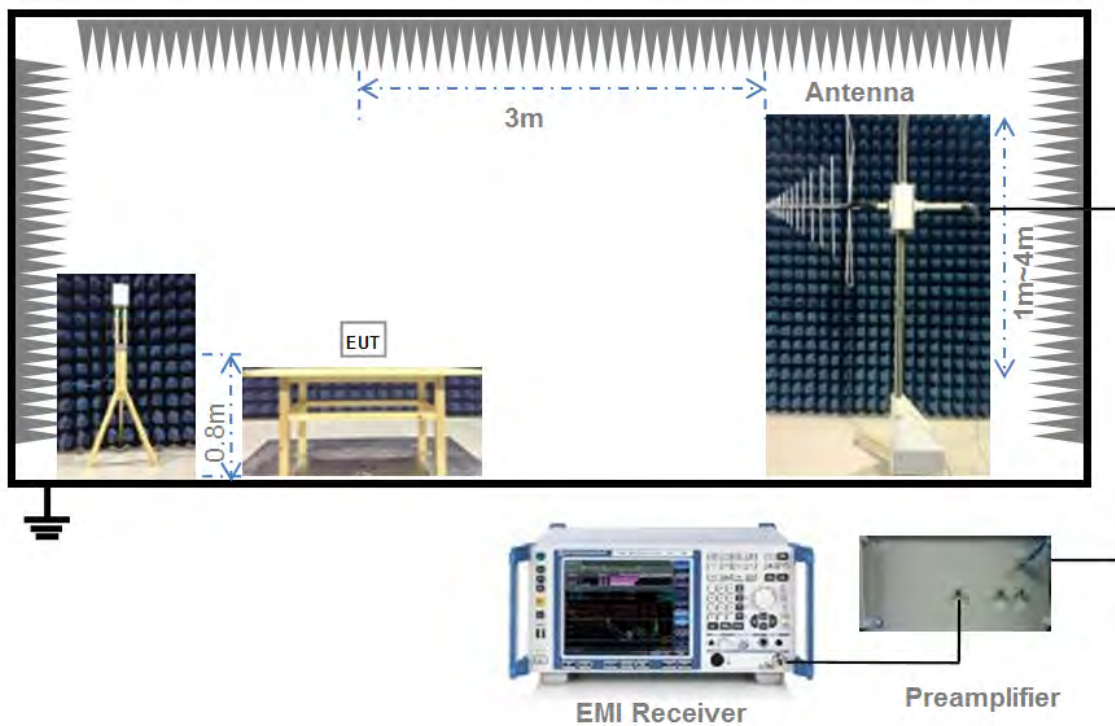 Antenna
3m
1m~4m
EUT
0.8m
EMI Receiver
Preamplifier